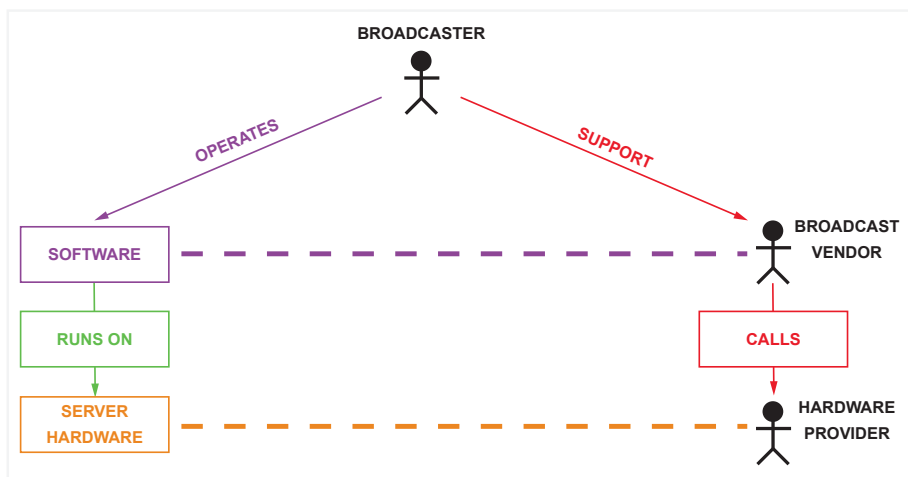 BROADCASTER
OPERATES
SUPPORT
SOFTWARE
BROADCAST
VENDOR
RUNS ON
CALLS
SERVER
HARDWARE
HARDWARE
PROVIDER